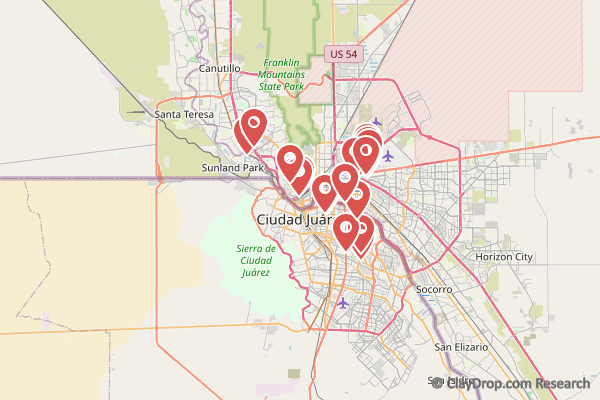 US 54
Canutillo
Franklin
Mountains
State Park
Santa Teresa
Sunland Park
Ciudad Juár
Sierra de
Ciudad
Juárez
Horizon City
Socorro
San Elizario
San
© ClayDrop.com Research